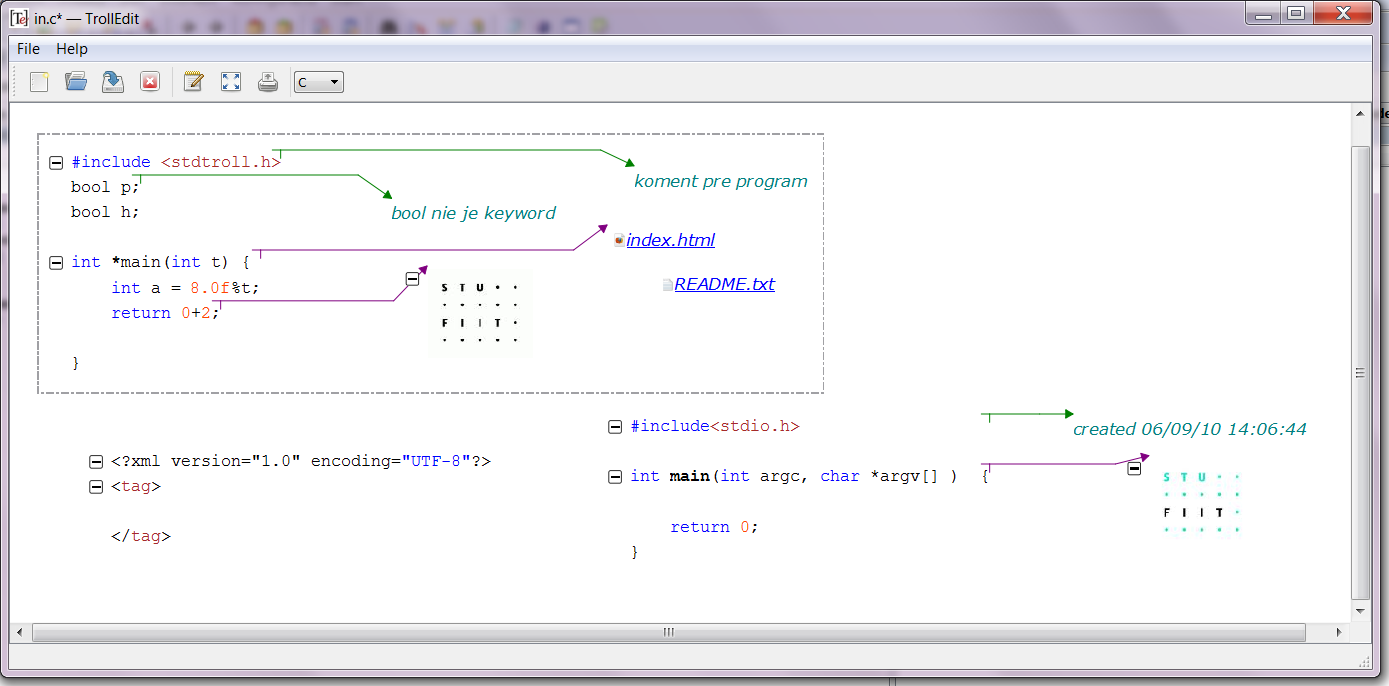 in.c* — TrollEdit
File Help
C
#include <stdtroll.h>
koment pre program
bool p;
bool nie je keyword
bool h;
index.html
int *main(int t) {
int a = 8.0f%t;
README.txt
return 0+2;
}
S T U
F I I T
#include<stdio.h>
created 06/09/10 14:06:44
int main(int argc, char *argv[] ) {
return 0;
}
S T U
F I I T
<?xml version="1.0" encoding="UTF-8"?>
<tag>
</tag>